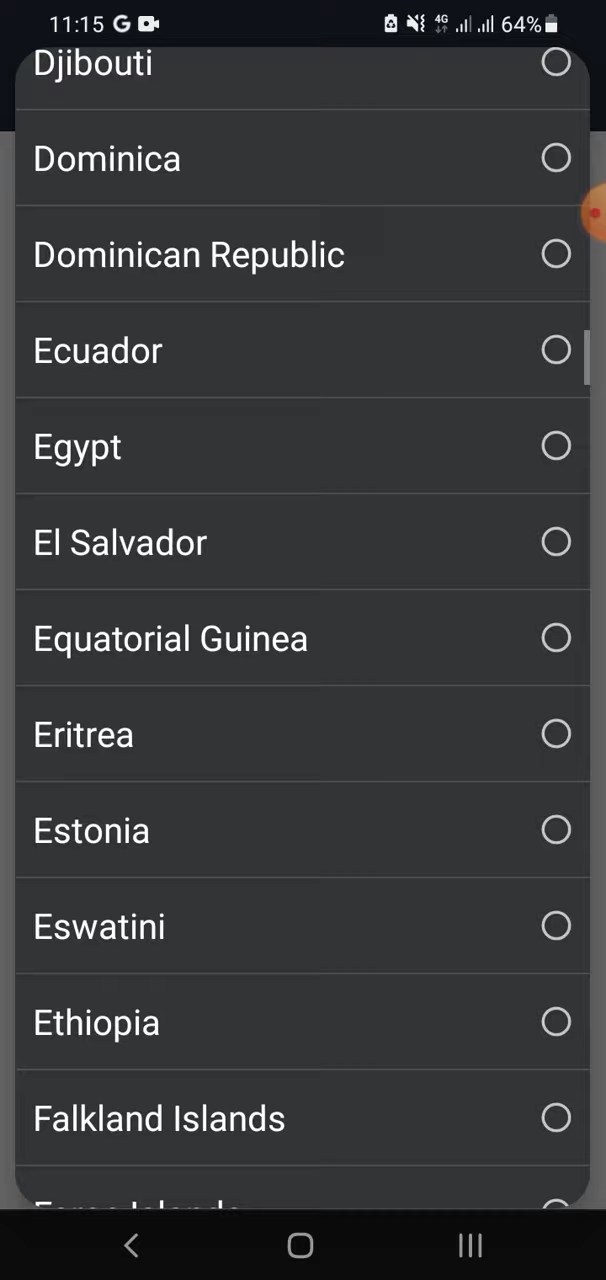 11:15 G 4G 64%
Djibouti
Dominica
Dominican Republic
Ecuador
Egypt
El Salvador
Equatorial Guinea
Eritrea
Estonia
Eswatini
Ethiopia
Falkland Islands